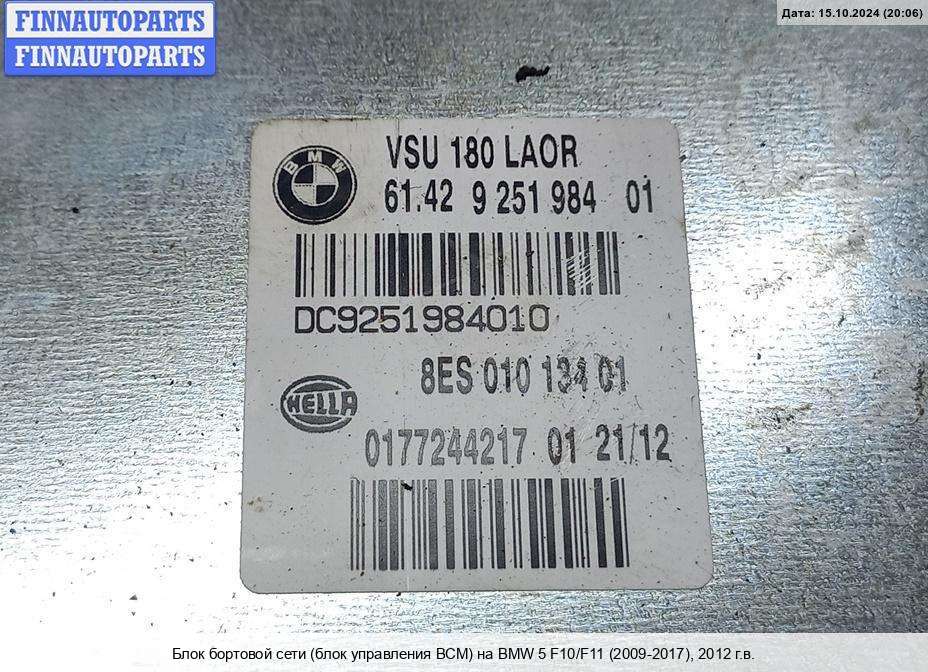 FINNAUTOPARTS
FINNAUTOPARTS
Дата: 15.10.2024 (20:06)
BMW
VSU 180 LAOR
61.42 9 251 984 01
DC9251984010
8ES 010 134 01
HELLA
0177244217 01 21/12
Блок бортовой сети (блок управления BCM) на BMW 5 F10/F11 (2009-2017), 2012 г.в.